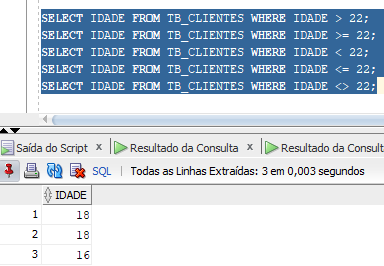 SELECT IDADE FROM TB_CLIENTES WHERE IDADE > 22;
SELECT IDADE FROM TB_CLIENTES WHERE IDADE >= 22;
SELECT IDADE FROM TB_CLIENTES WHERE IDADE < 22;
SELECT IDADE FROM TB_CLIENTES WHERE IDADE <= 22;
SELECT IDADE FROM TB_CLIENTES WHERE IDADE <> 22;
Saída do Script x Resultado da Consulta x Resultado da Consulta
SQL | Todas as Linhas Extraídas: 3 em 0,003 segundos
IDADE
1 18
2 18
3 16